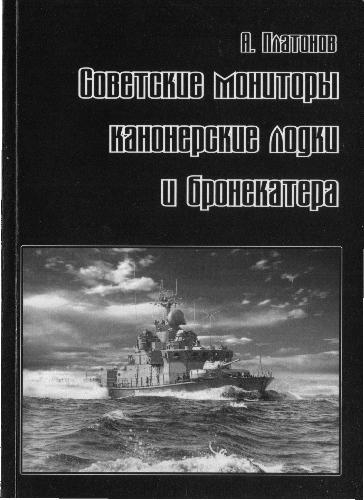 А. Платонов
Советские мониторы
канонерские лодки
и бронекатера